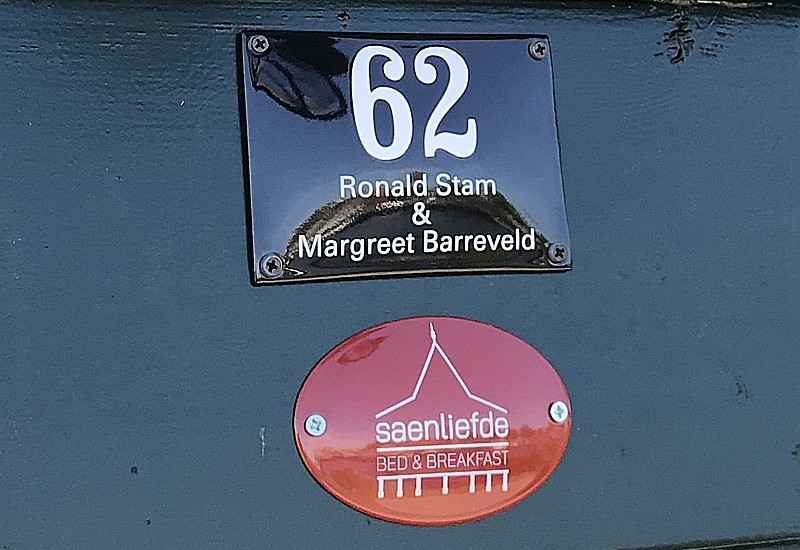 62
Ronald Stam
&
Margreet Barreveld
saenliefde
BED & BREAKFAST